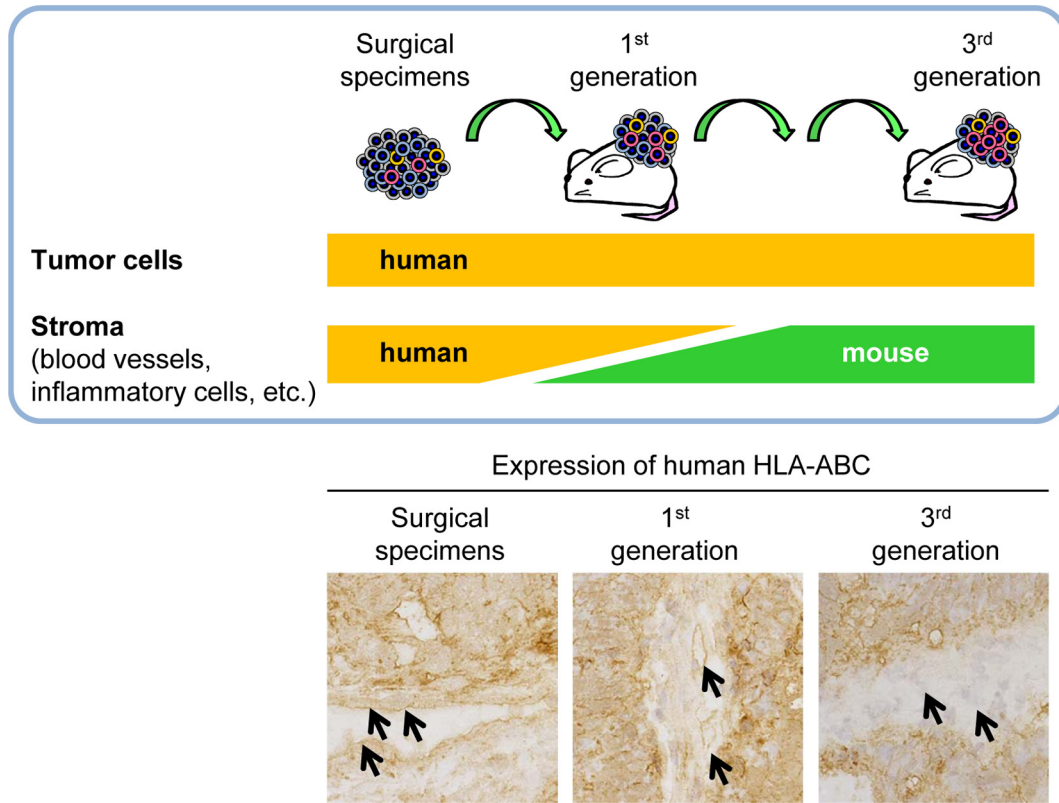 Surgical
specimens
1st
generation
3rd
generation
Tumor cells
human
Stroma
(blood vessels,
inflammatory cells, etc.)
human
mouse
Expression of human HLA-ABC
Surgical
specimens
1st
generation
3rd
generation